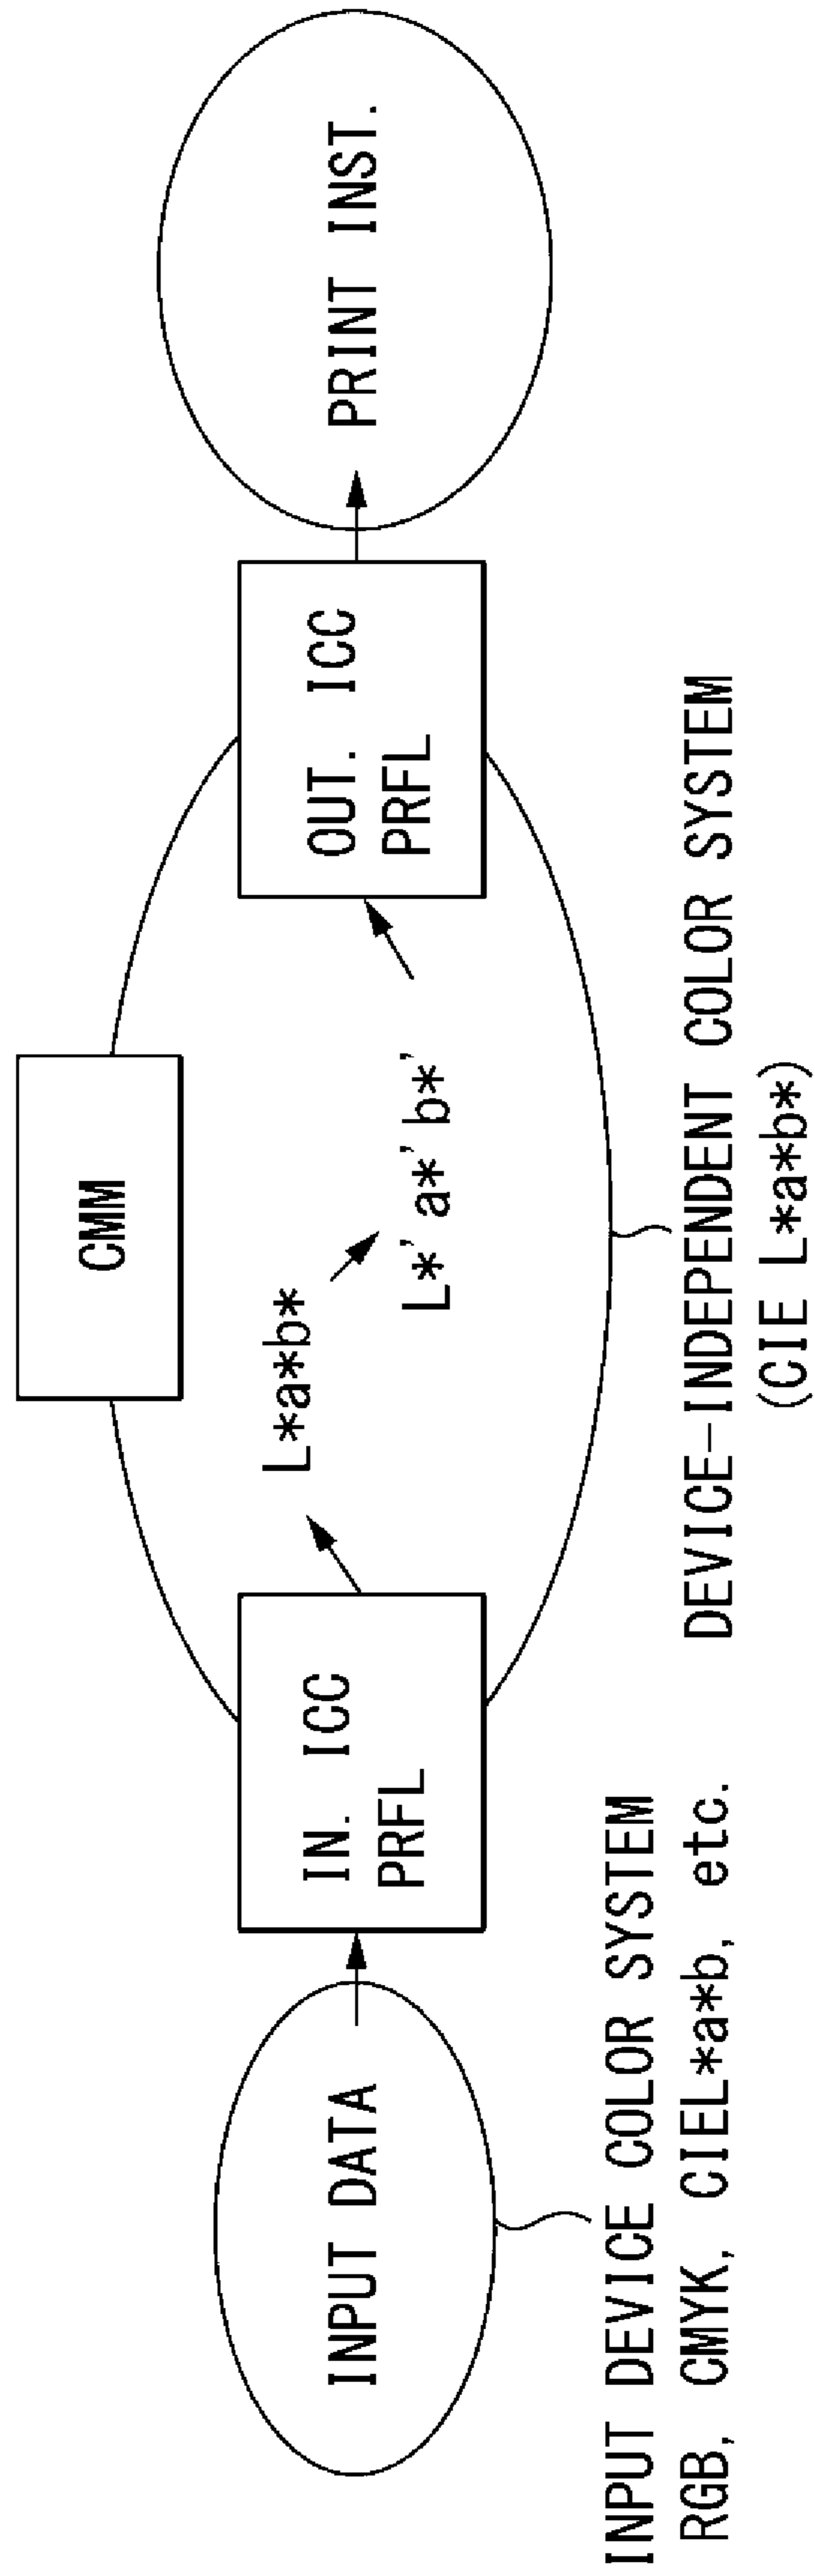 CMM
INPUT DATA
IN. ICC
PRFL
L*a*b*
L*'a*'b*'
OUT. ICC
PRFL
PRINT INST.
INPUT DEVICE COLOR SYSTEM
RGB, CMYK, CIEL*a*b, etc.
DEVICE-INDEPENDENT COLOR SYSTEM
(CIE L*a*b*)